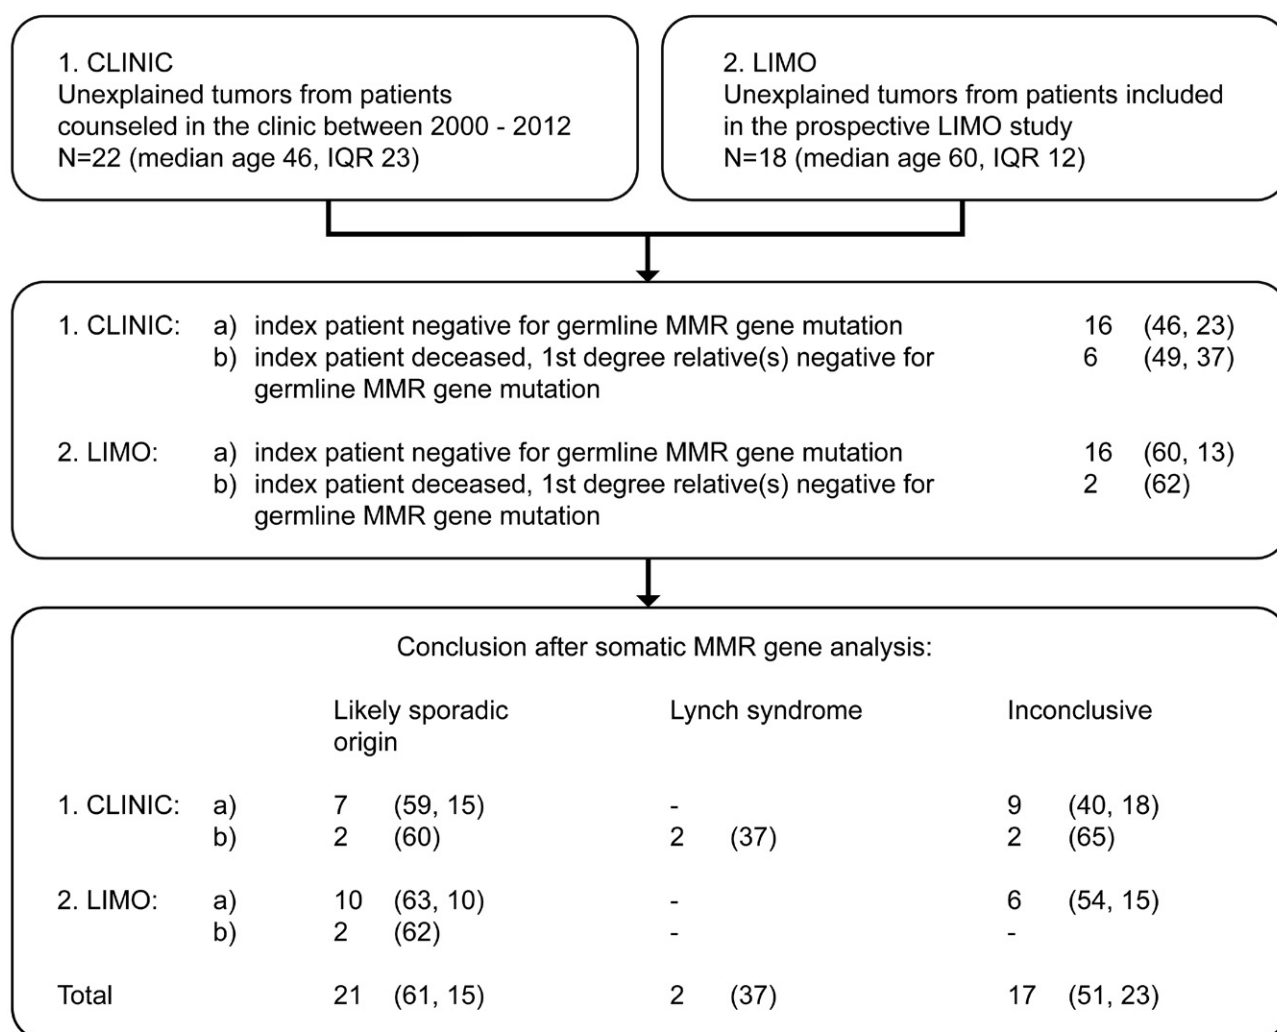 1. CLINIC
Unexplained tumors from patients
counseled in the clinic between 2000 - 2012
N=22 (median age 46, IQR 23)
2. LIMO
Unexplained tumors from patients included
in the prospective LIMO study
N=18 (median age 60, IQR 12)
1. CLINIC: a) index patient negative for germline MMR gene mutation 16 (46, 23)
b) index patient deceased, 1st degree relative(s) negative for 6 (49, 37)
germline MMR gene mutation
2. LIMO: a) index patient negative for germline MMR gene mutation 16 (60, 13)
b) index patient deceased, 1st degree relative(s) negative for 2 (62)
germline MMR gene mutation
Conclusion after somatic MMR gene analysis:
Likely sporadic Lynch syndrome Inconclusive
origin
1. CLINIC: a) 7 (59, 15) - 9 (40, 18)
b) 2 (60) 2 (37) 2 (65)
2. LIMO: a) 10 (63, 10) - 6 (54, 15)
b) 2 (62) - -
Total 21 (61, 15) 2 (37) 17 (51, 23)